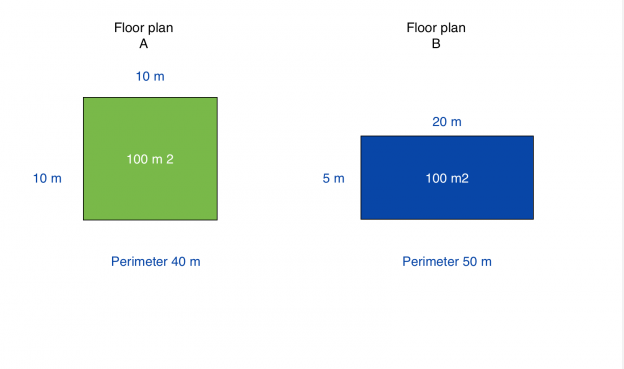 Floor plan
A
10 m
10 m
100 m 2
Perimeter 40 m
Floor plan
B
20 m
5 m
100 m2
Perimeter 50 m